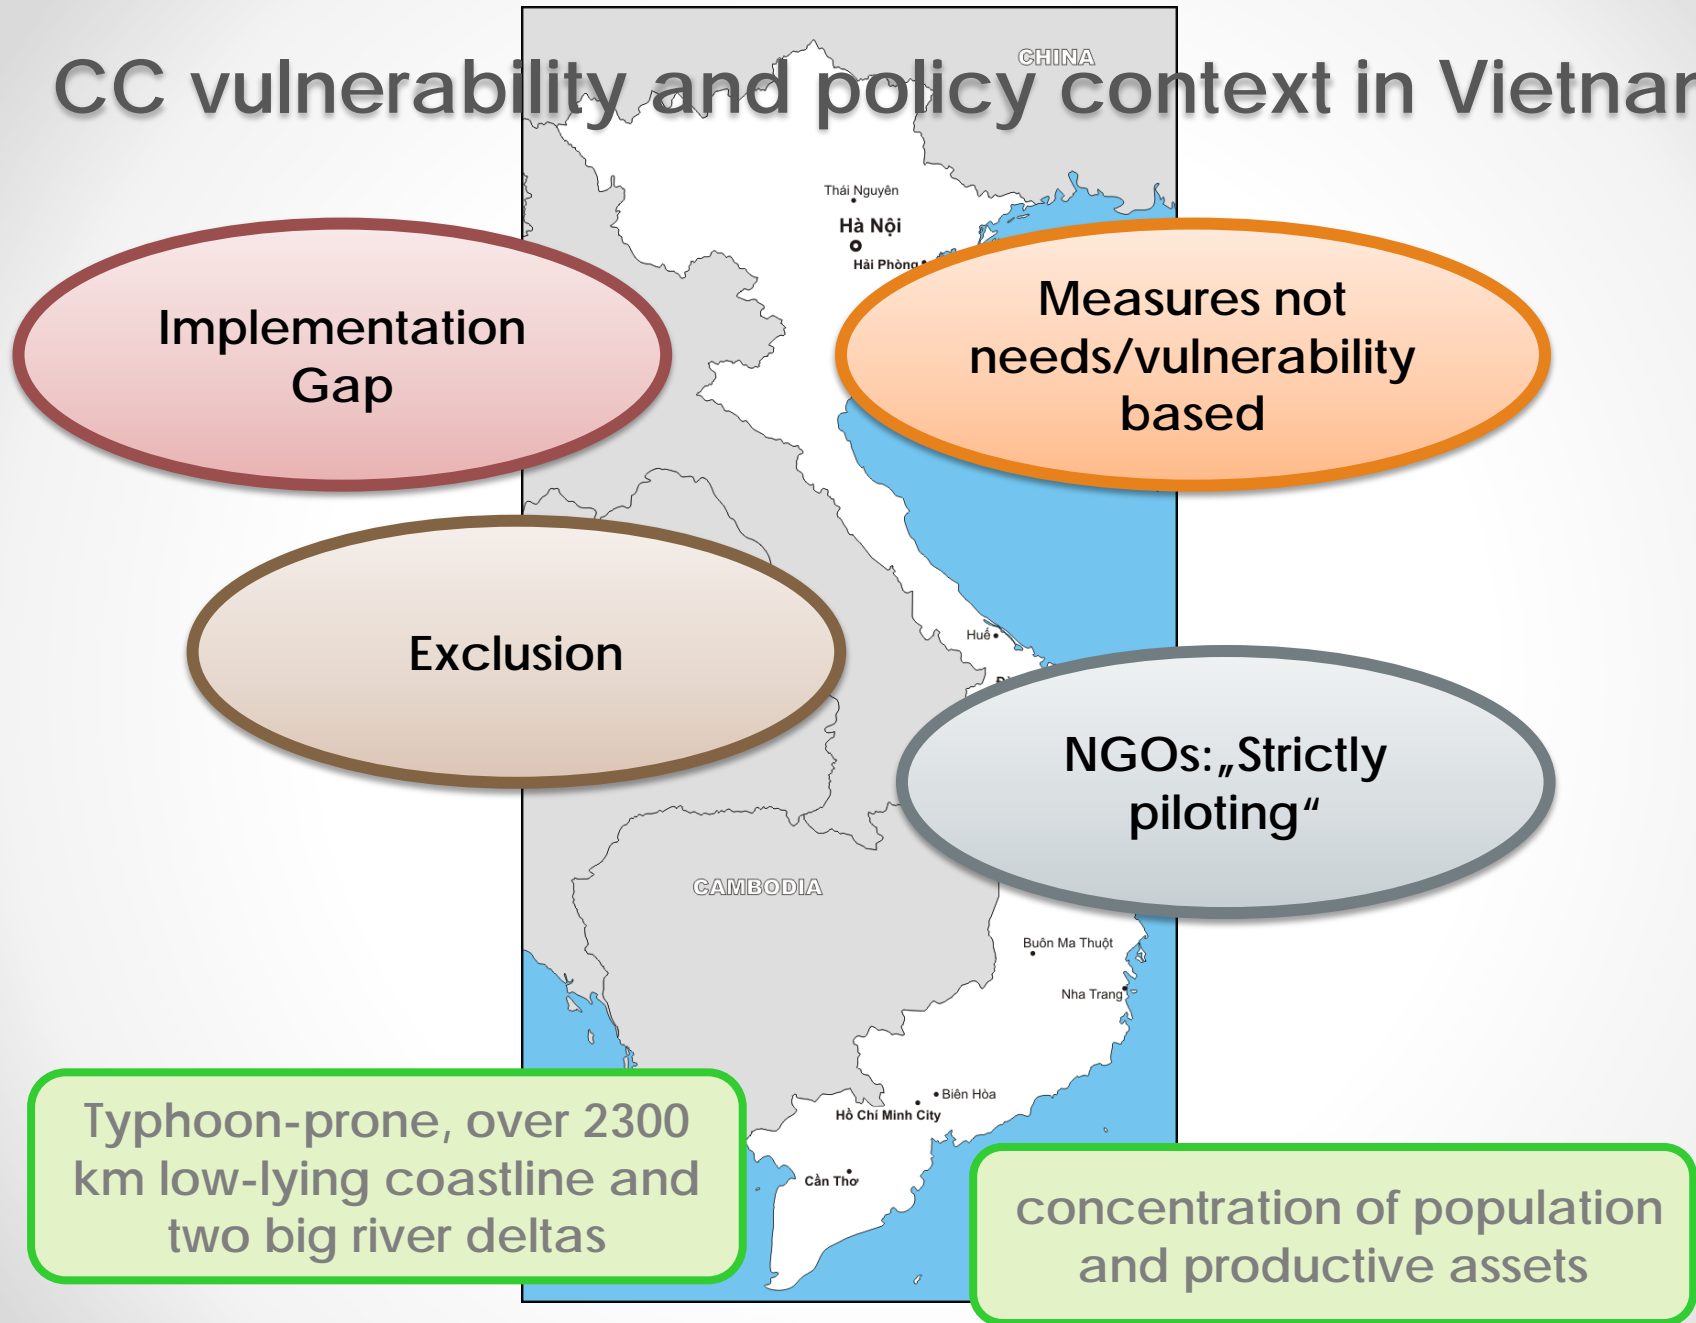 CC vulnerability and policy context in Vietnam
CHINA
Thái Nguyên
Hà Nội
Hải Phòng
Implementation
Gap
Measures not
needs/vulnerability
based
Exclusion
Huế
NGOs:„Strictly
piloting“
CAMBODIA
Buôn Ma Thuột
Nha Trang
Biên Hòa
Hồ Chí Minh City
Cần Thơ
Typhoon-prone, over 2300
km low-lying coastline and
two big river deltas
concentration of population
and productive assets